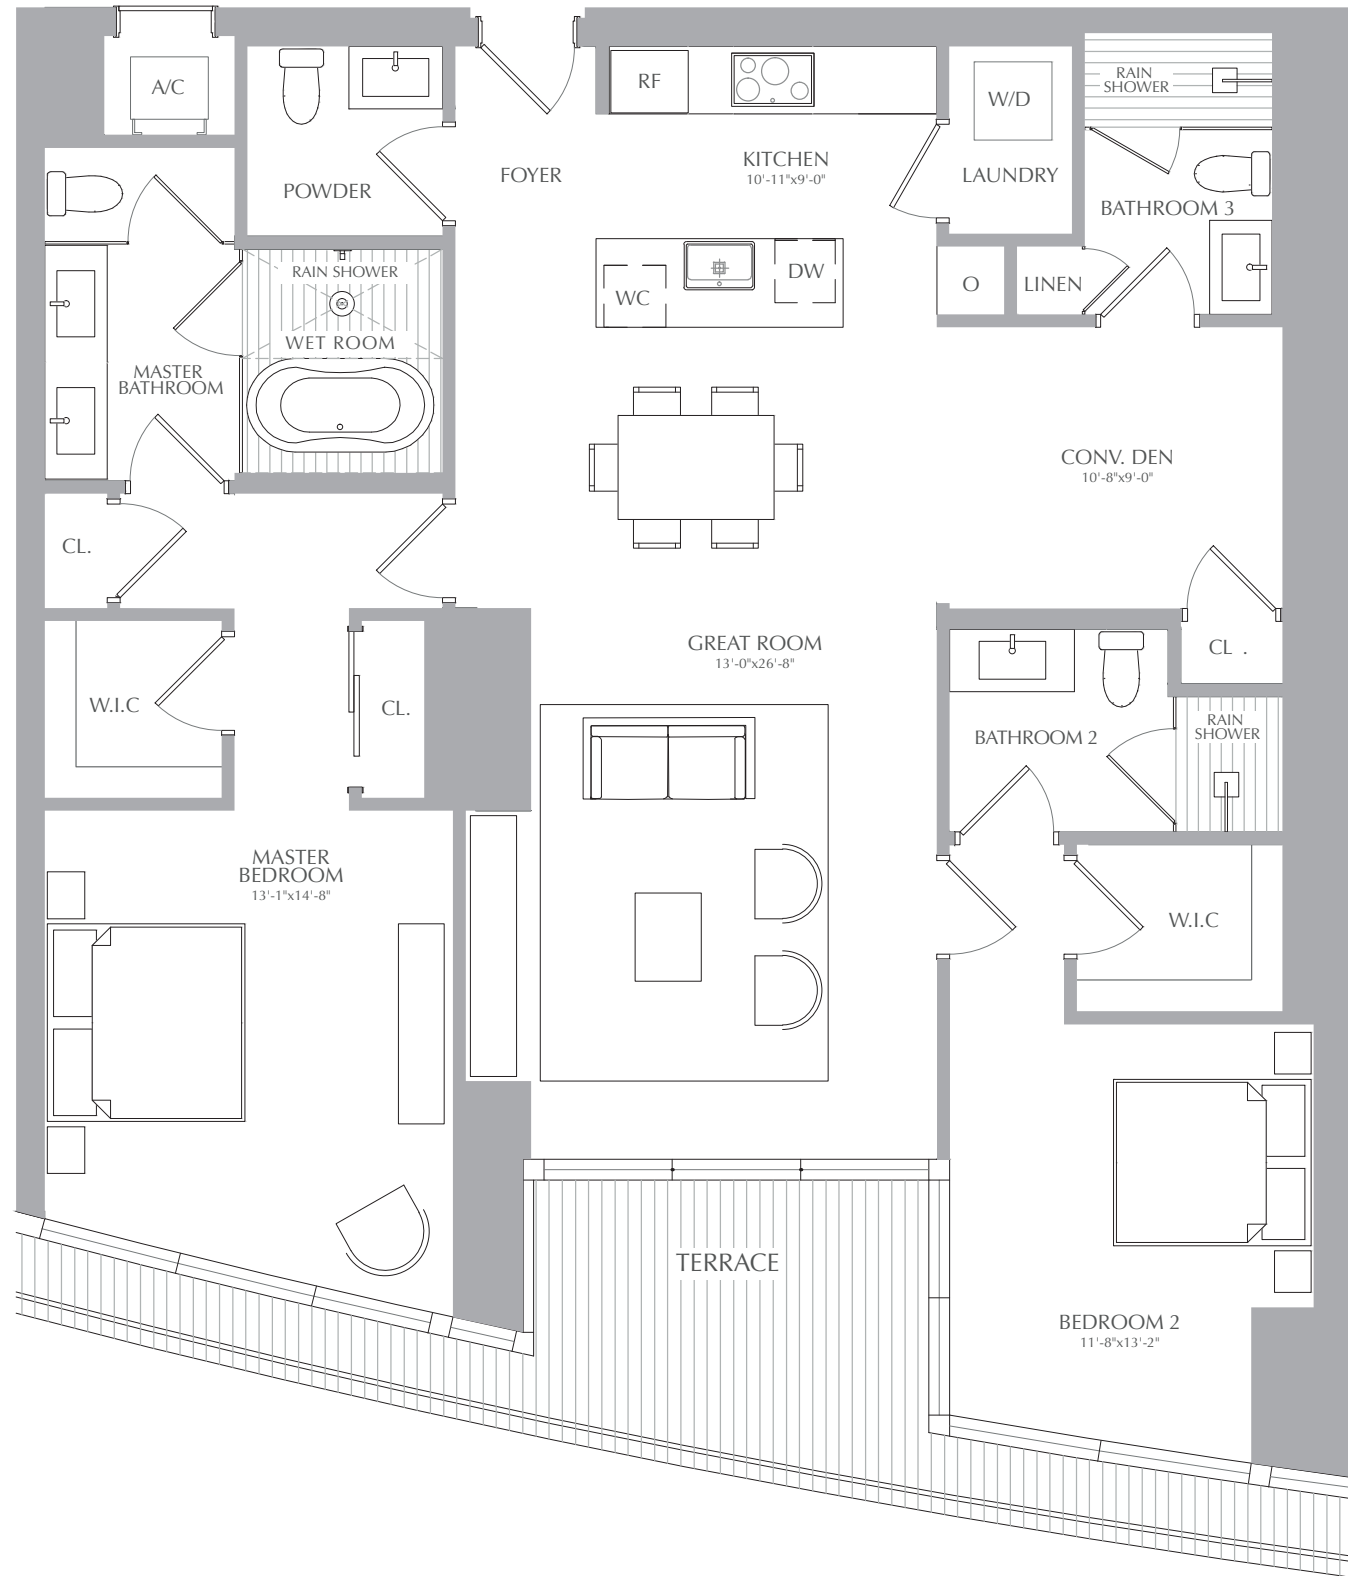 A/C
RF
W/D
RAIN
SHOWER
POWDER
FOYER
KITCHEN
10'-11"x9'-0"
LAUNDRY
BATHROOM 3
RAIN SHOWER
WET ROOM
WC
DW
O
LINEN
MASTER
BATHROOM
CONV. DEN
10'-8"x9'-0"
CL.
GREAT ROOM
13'-0"x26'-8"
CL .
W.I.C
CL.
BATHROOM 2
RAIN
SHOWER
MASTER
BEDROOM
13'-1"x14'-8"
W.I.C
TERRACE
BEDROOM 2
11'-8"x13'-2"